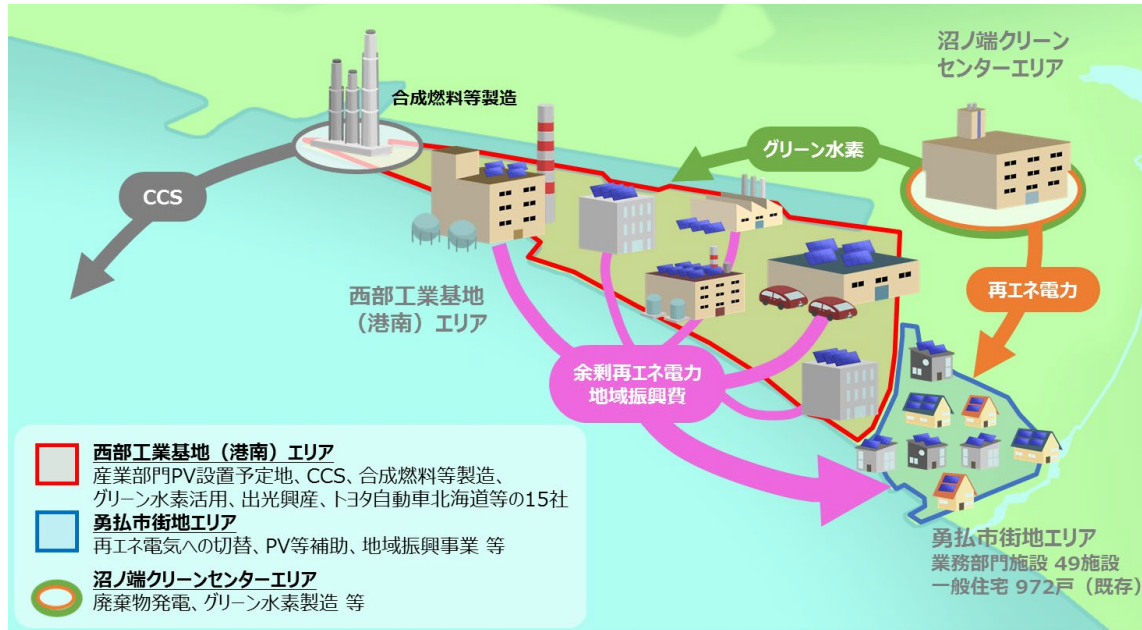 沼ノ端クリーン
センターエリア
合成燃料等製造
グリーン水素
CCS
再エネ電力
西部工業基地
（港南）エリア
余剰再エネ電力
地域振興費
西部工業基地（港南）エリア
産業部門PV設置予定地、CCS、合成燃料等製造、
グリーン水素活用、出光興産、トヨタ自動車北海道等の15社
勇払市街地エリア
再エネ電気への切替、PV等補助、地域振興事業 等
沼ノ端クリーンセンターエリア
廃棄物発電、グリーン水素製造 等
勇払市街地エリア
業務部門施設 49施設
一般住宅 972戸（既存）